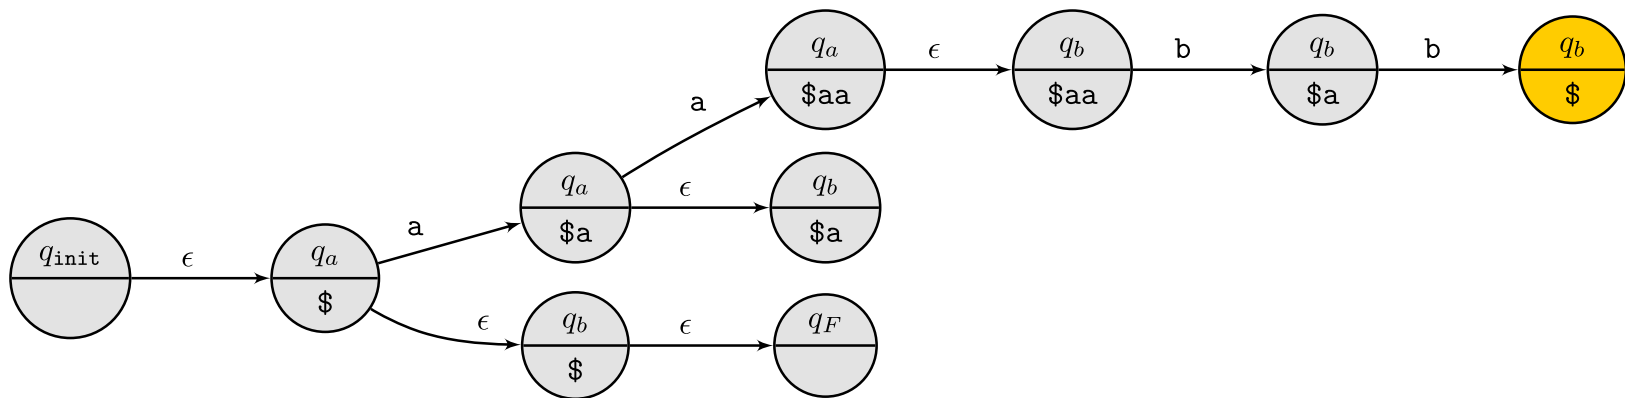 q_a ϵ q_b b q_b b q_b
$aa $aa $a $
a
q_a ϵ q_b
$a $a
a
q_init ϵ q_a
$
ϵ q_b ϵ q_F
$